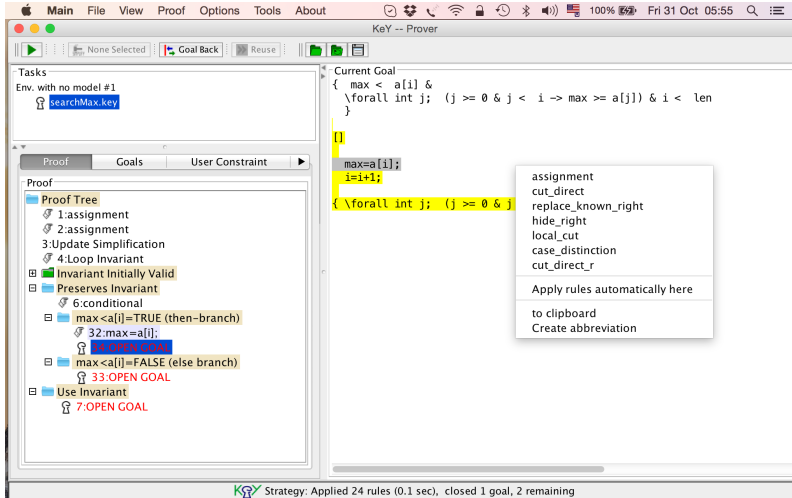 Main File View Proof Options Tools About 100% Fri 31 Oct 05:55
KeY -- Prover
None Selected Goal Back Reuse
Tasks
Env. with no model #1
searchMax.key
Proof Goals User Constraint
Proof
Proof Tree
1:assignment
2:assignment
3:Update Simplification
4:Loop Invariant
Invariant Initially Valid
Preserves Invariant
6:conditional
max<a[i]=TRUE (then-branch)
32:max=a[i];
34:OPEN GOAL
max<a[i]=FALSE (else branch)
33:OPEN GOAL
Use Invariant
7:OPEN GOAL
Current Goal
{ max < a[i] &
\forall int j; (j >= 0 & j < i -> max >= a[j]) & i < len
}
[]
max=a[i];
i=i+1;
{ \forall int j; (j >= 0 & j
assignment
cut_direct
replace_known_right
hide_right
local_cut
case_distinction
cut_direct_r
Apply rules automatically here
to clipboard
Create abbreviation
KeY Strategy: Applied 24 rules (0.1 sec), closed 1 goal, 2 remaining